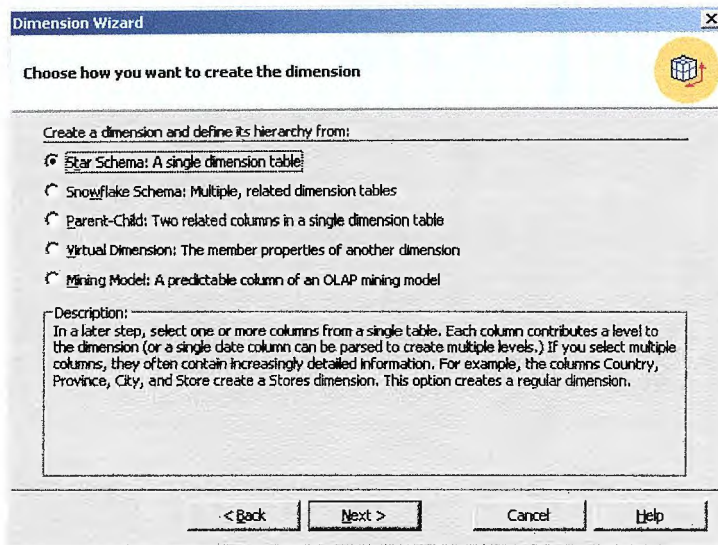 Dimension Wizard
Choose how you want to create the dimension
Create a dimension and define its hierarchy from:
Star Schema: A single dimension table
Snowflake Schema: Multiple, related dimension tables
Parent-Child: Two related columns in a single dimension table
Virtual Dimension: The member properties of another dimension
Mining Model: A predictable column of an OLAP mining model
Description:
In a later step, select one or more columns from a single table. Each column contributes a level to
the dimension (or a single date column can be parsed to create multiple levels.) If you select multiple
columns, they often contain increasingly detailed information. For example, the columns Country,
Province, City, and Store create a Stores dimension. This option creates a regular dimension.
< Back Next > Cancel Help